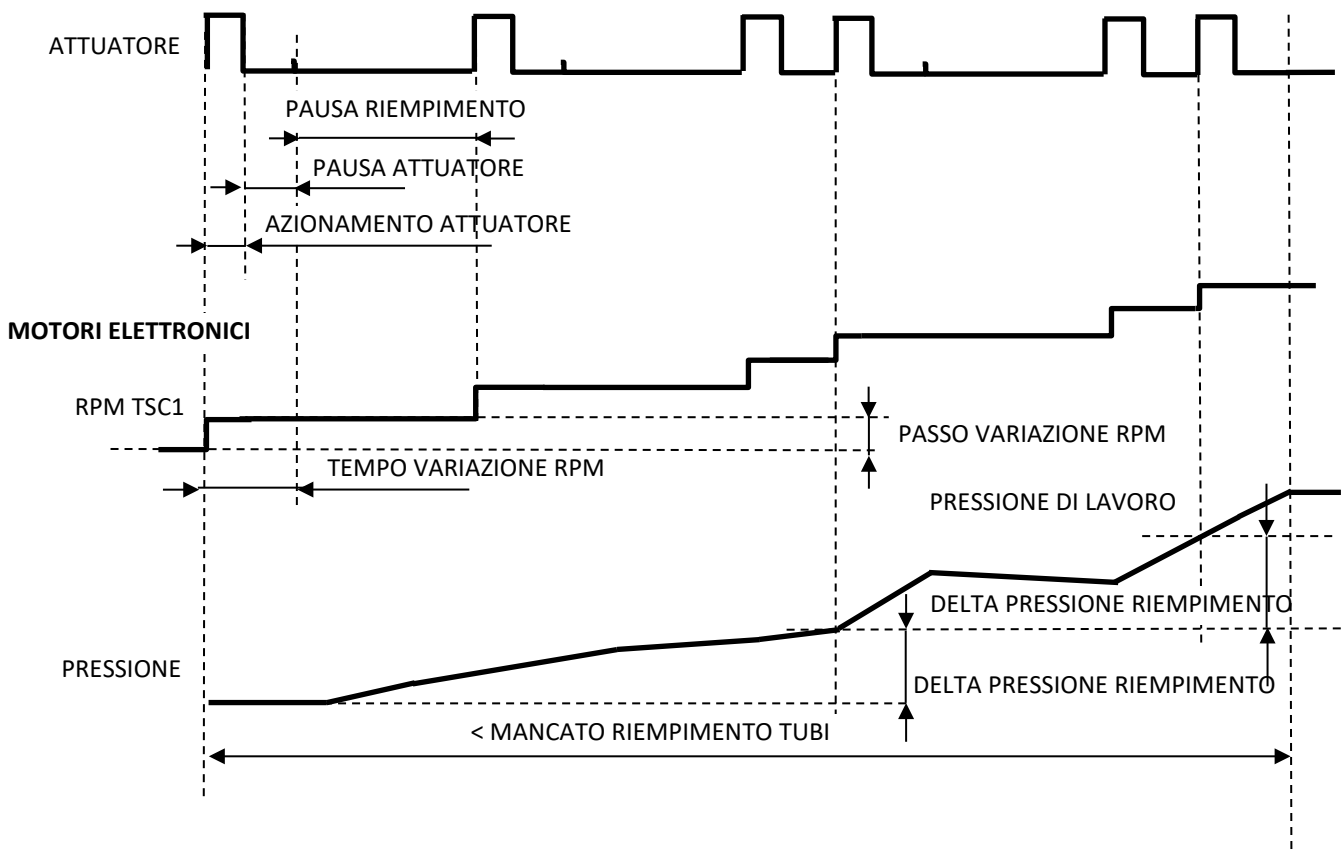 ATTUATORE
PAUSA RIEMPIMENTO
PAUSA ATTUATORE
AZIONAMENTO ATTUATORE
MOTORI ELETTRONICI
RPM TSC1
PASSO VARIAZIONE RPM
TEMPO VARIAZIONE RPM
PRESSIONE DI LAVORO
DELTA PRESSIONE RIEMPIMENTO
PRESSIONE
DELTA PRESSIONE RIEMPIMENTO
< MANCATO RIEMPIMENTO TUBI